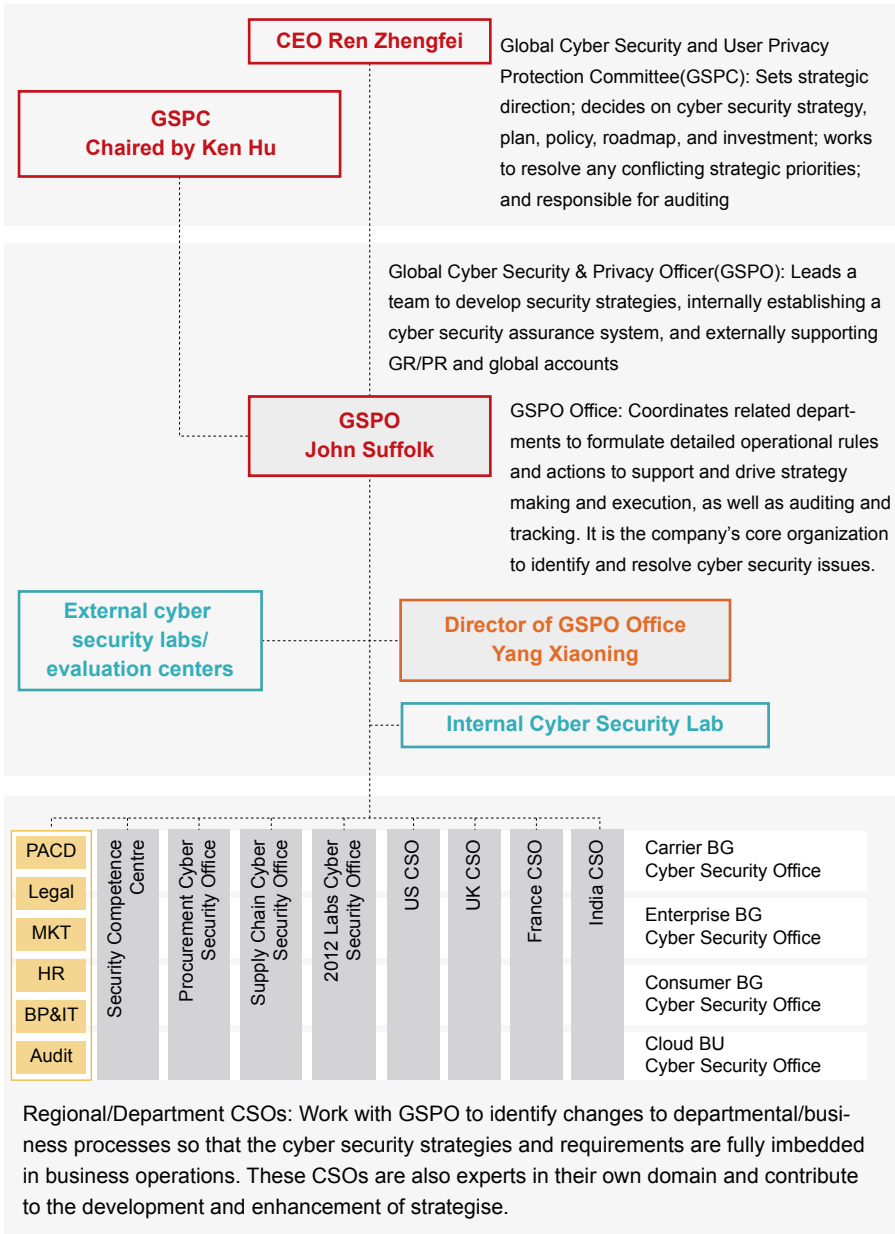 CEO Ren Zhengfei
GSPC
Chaired by Ken Hu
Global Cyber Security and User Privacy
Protection Committee(GSPC): Sets strategic
direction; decides on cyber security strategy,
plan, policy, roadmap, and investment; works
to resolve any conflicting strategic priorities;
and responsible for auditing
Global Cyber Security & Privacy Officer(GSPO): Leads a
team to develop security strategies, internally establishing a
cyber security assurance system, and externally supporting
GR/PR and global accounts
GSPO
John Suffolk
GSPO Office: Coordinates related depart-
ments to formulate detailed operational rules
and actions to support and drive strategy
making and execution, as well as auditing and
tracking. It is the company’s core organization
to identify and resolve cyber security issues.
External cyber
security labs/
evaluation centers
Director of GSPO Office
Yang Xiaoning
Internal Cyber Security Lab
PACD
Legal
MKT
HR
BP&IT
Audit
Security Competence
Centre
Procurement Cyber
Security Office
Supply Chain Cyber
Security Office
2012 Labs Cyber
Security Office
US CSO
UK CSO
France CSO
India CSO
Carrier BG
Cyber Security Office
Enterprise BG
Cyber Security Office
Consumer BG
Cyber Security Office
Cloud BU
Cyber Security Office
Regional/Department CSOs: Work with GSPO to identify changes to departmental/busi-
ness processes so that the cyber security strategies and requirements are fully imbedded
in business operations. These CSOs are also experts in their own domain and contribute
to the development and enhancement of strategise.